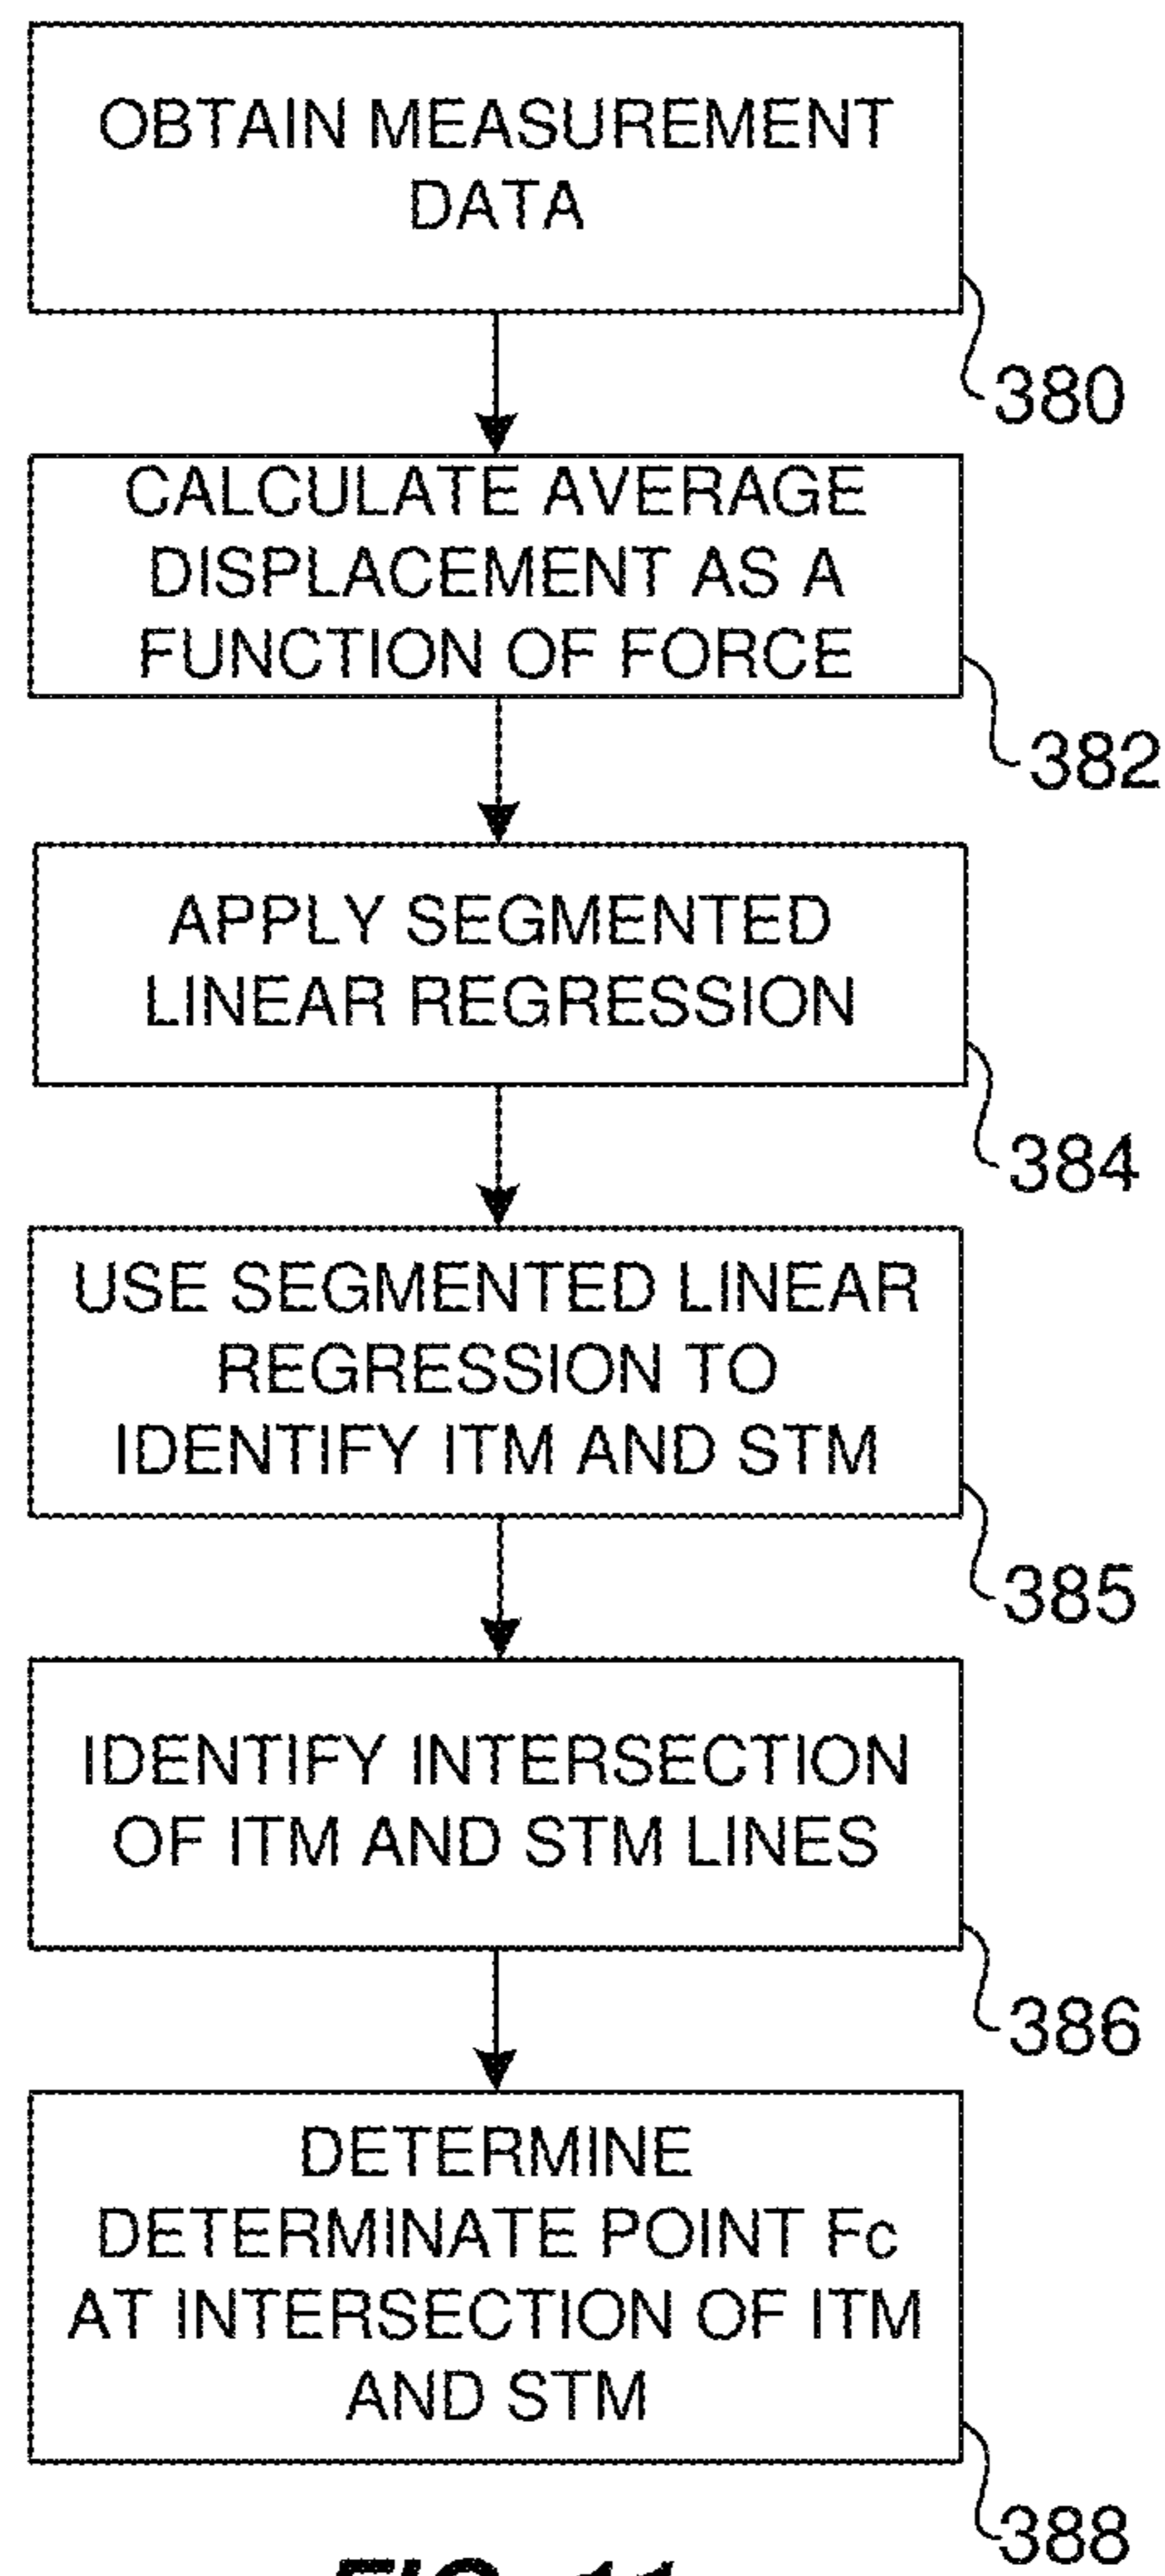 OBTAIN MEASUREMENT
DATA
380
CALCULATE AVERAGE
DISPLACEMENT AS A
FUNCTION OF FORCE
382
APPLY SEGMENTED
LINEAR REGRESSION
384
USE SEGMENTED LINEAR
REGRESSION TO
IDENTIFY ITM AND STM
385
IDENTIFY INTERSECTION
OF ITM AND STM LINES
386
DETERMINE
DETERMINATE POINT Fc
AT INTERSECTION OF ITM
AND STM
388